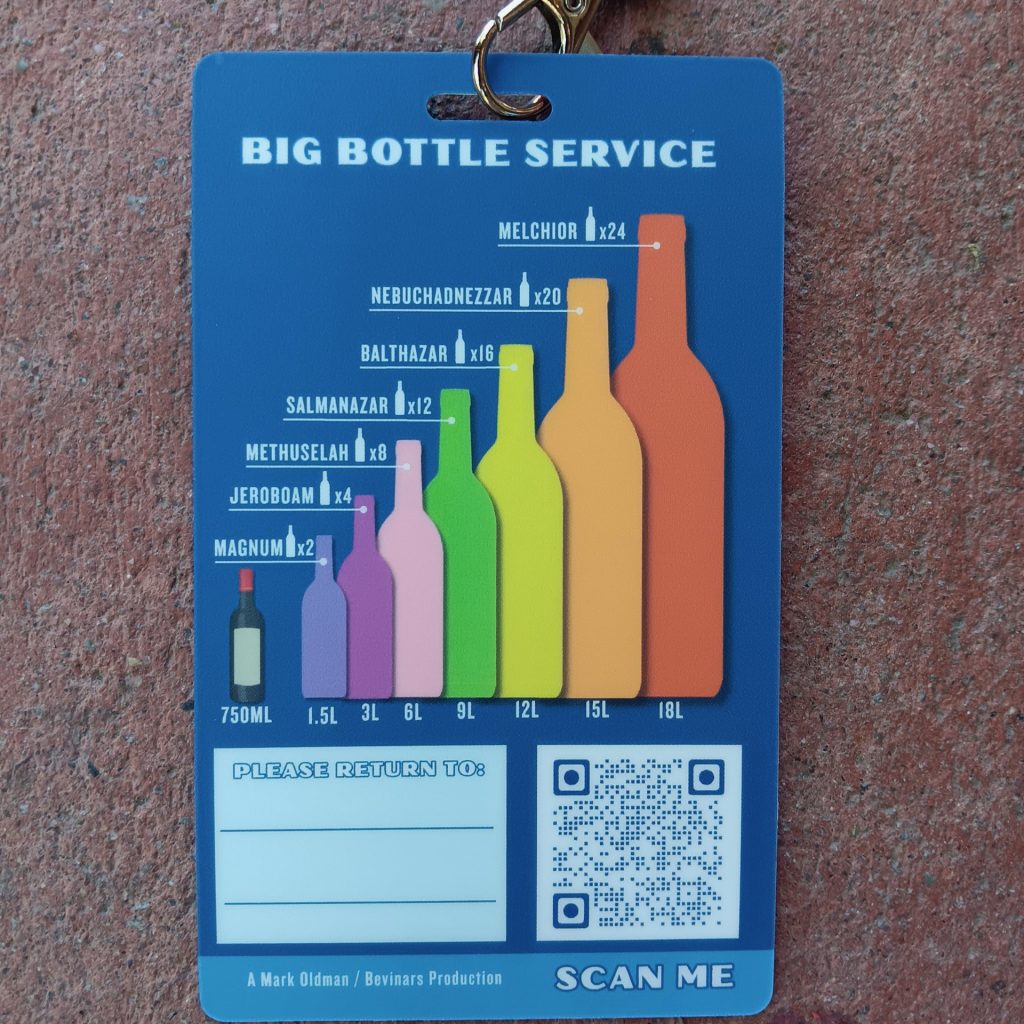 BIG BOTTLE SERVICE
MELCHIOR x24
NEBUCHADNEZZAR x20
BALTHAZAR x16
SALMANAZAR x12
METHUSELAH x8
JEROBOAM x4
MAGNUM x2
750ML 1.5L 3L 6L 9L 12L 15L 18L
PLEASE RETURN TO:
A Mark Oldman / Bevinars Production
SCAN ME